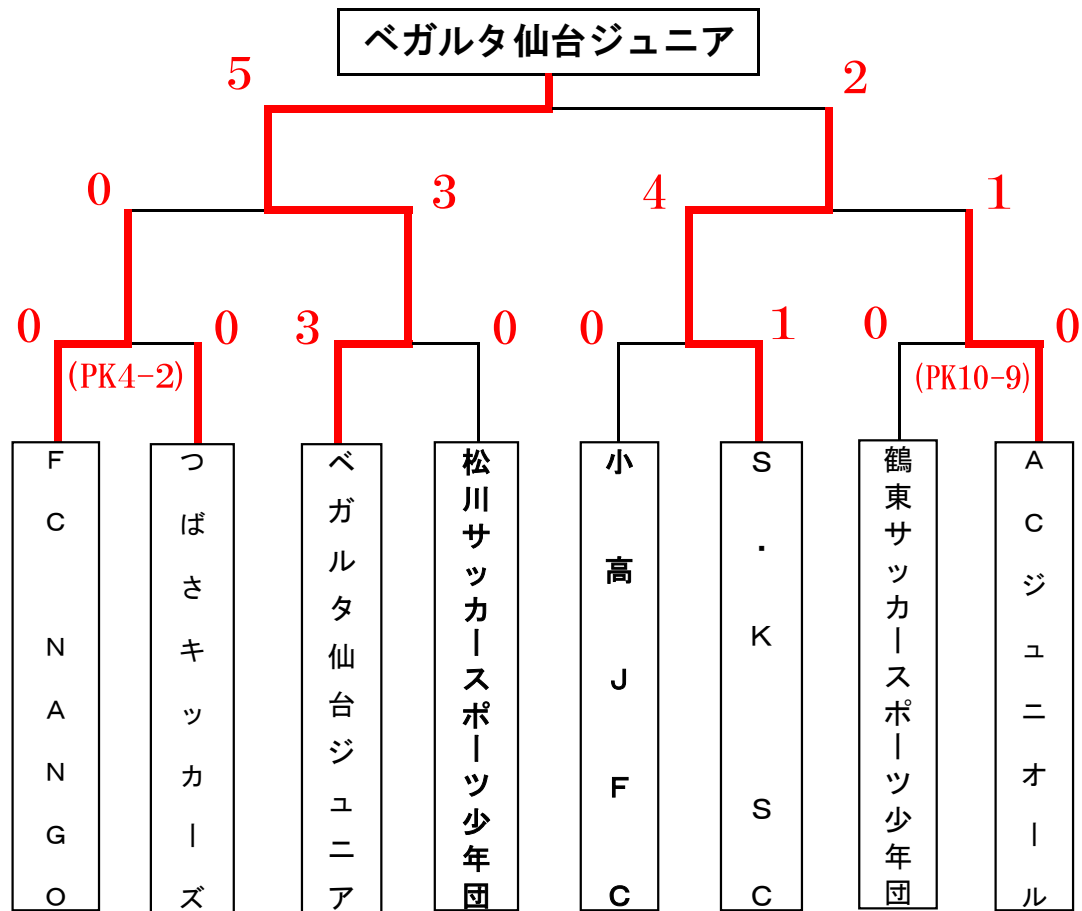 ベガルタ仙台ジュニア
5
2
0
3
4
1
0
0
3
0
0
1
0
0
(PK4-2)
(PK10-9)
FC NANGO
つばさキッカーズ
ベガルタ仙台ジュニア
松川サッカースポーツ少年団
小高JFC
S.K SC
鶴東サッカースポーツ少年団
ACジュニオール